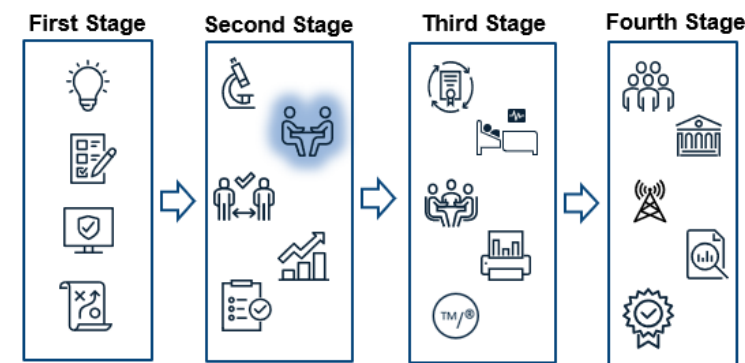 First Stage
Second Stage
Third Stage
Fourth Stage
TM/®